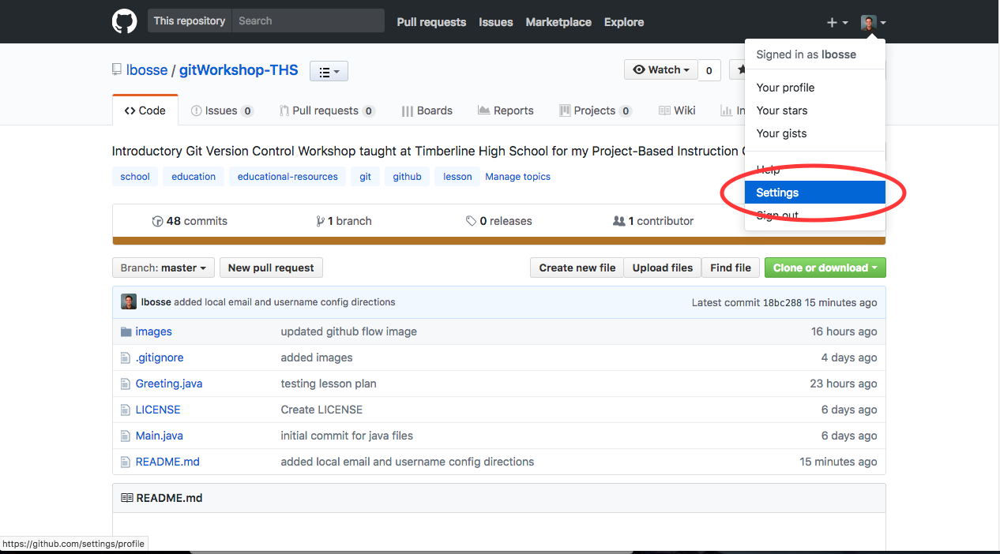 This repository Search Pull requests Issues Marketplace Explore
Signed in as lbosse
lbosse / gitWorkshop-THS Watch 0
Your profile
Your stars
Your gists
Help
Settings
Sign out
Code Issues 0 Pull requests 0 Boards Reports Projects 0 Wiki In
Introductory Git Version Control Workshop taught at Timberline High School for my Project-Based Instruction
school education educational-resources git github lesson Manage topics
48 commits 1 branch 0 releases 1 contributor
Branch: master New pull request Create new file Upload files Find file Clone or download
lbosse added local email and username config directions Latest commit 18bc288 15 minutes ago
images updated github flow image 16 hours ago
.gitignore added images 4 days ago
Greeting.java testing lesson plan 23 hours ago
LICENSE Create LICENSE 6 days ago
Main.java initial commit for java files 6 days ago
README.md added local email and username config directions 15 minutes ago
README.md
https://github.com/settings/profile